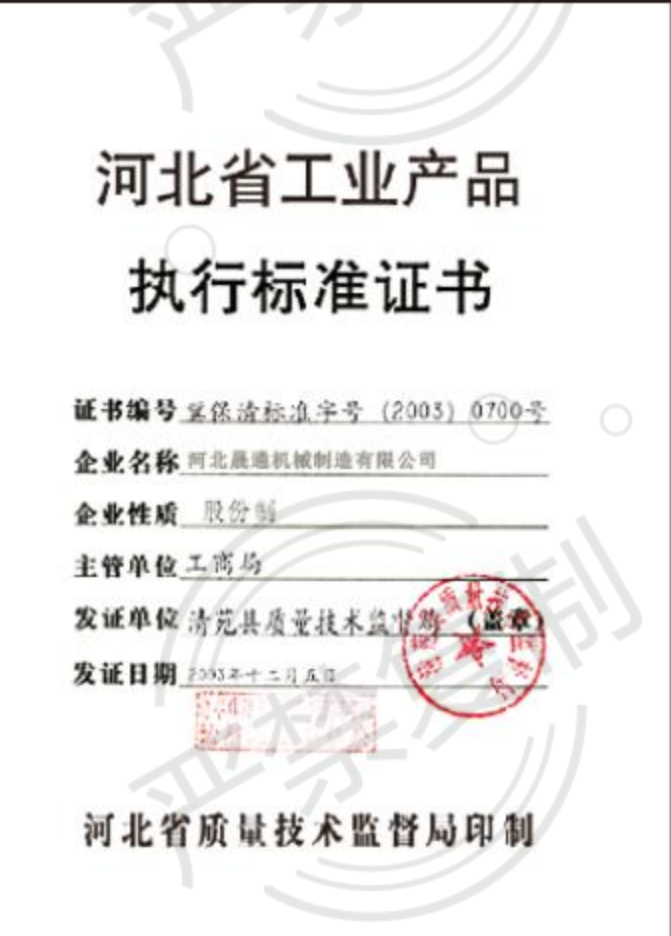 河北省工业产品
执行标准证书
证书编号 冀保清标准字号 (2003) 0700号
企业名称 河北晟通机械制造有限公司
企业性质 股份制
主管单位 工商局
发证单位 清苑县质量技术监督局 (盖章)
发证日期 2003年十二月五日
河北省质量技术监督局印制
严禁复制